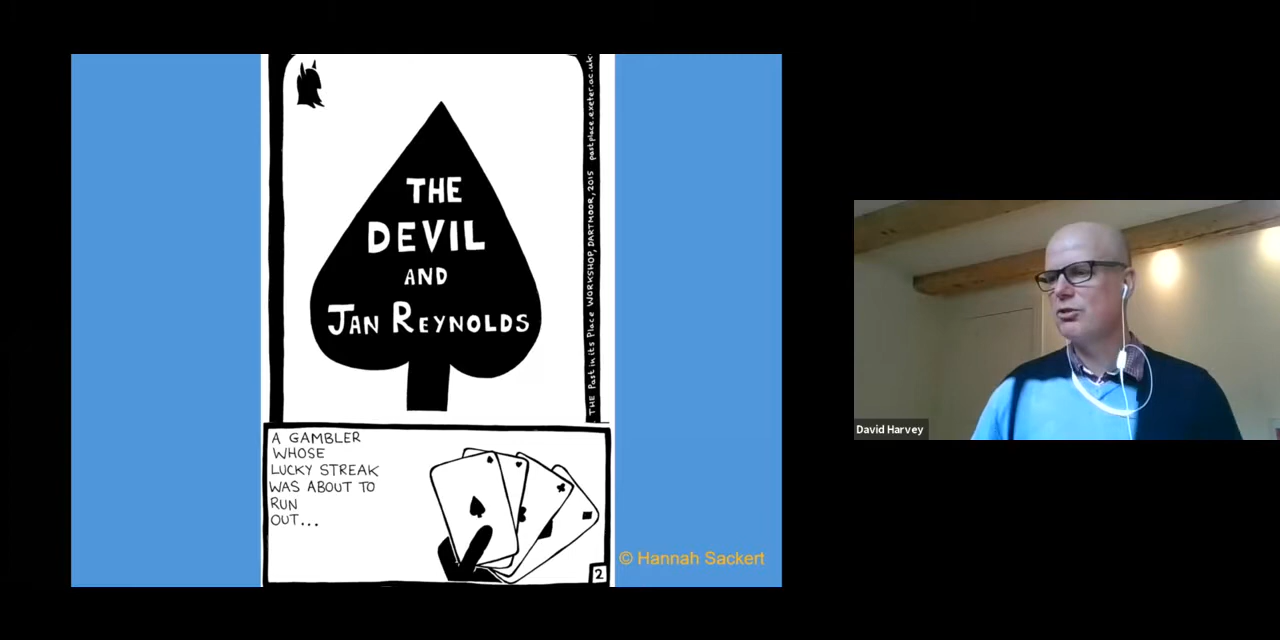 THE
DEVIL
AND
JAN REYNOLDS
THE Past in its Place WORKSHOP, DARTMOOR, 2015 pastplace.exeter.ac.uk
A GAMBLER
WHOSE
LUCKY STREAK
WAS ABOUT TO
RUN
OUT...
2
© Hannah Sackert
David Harvey